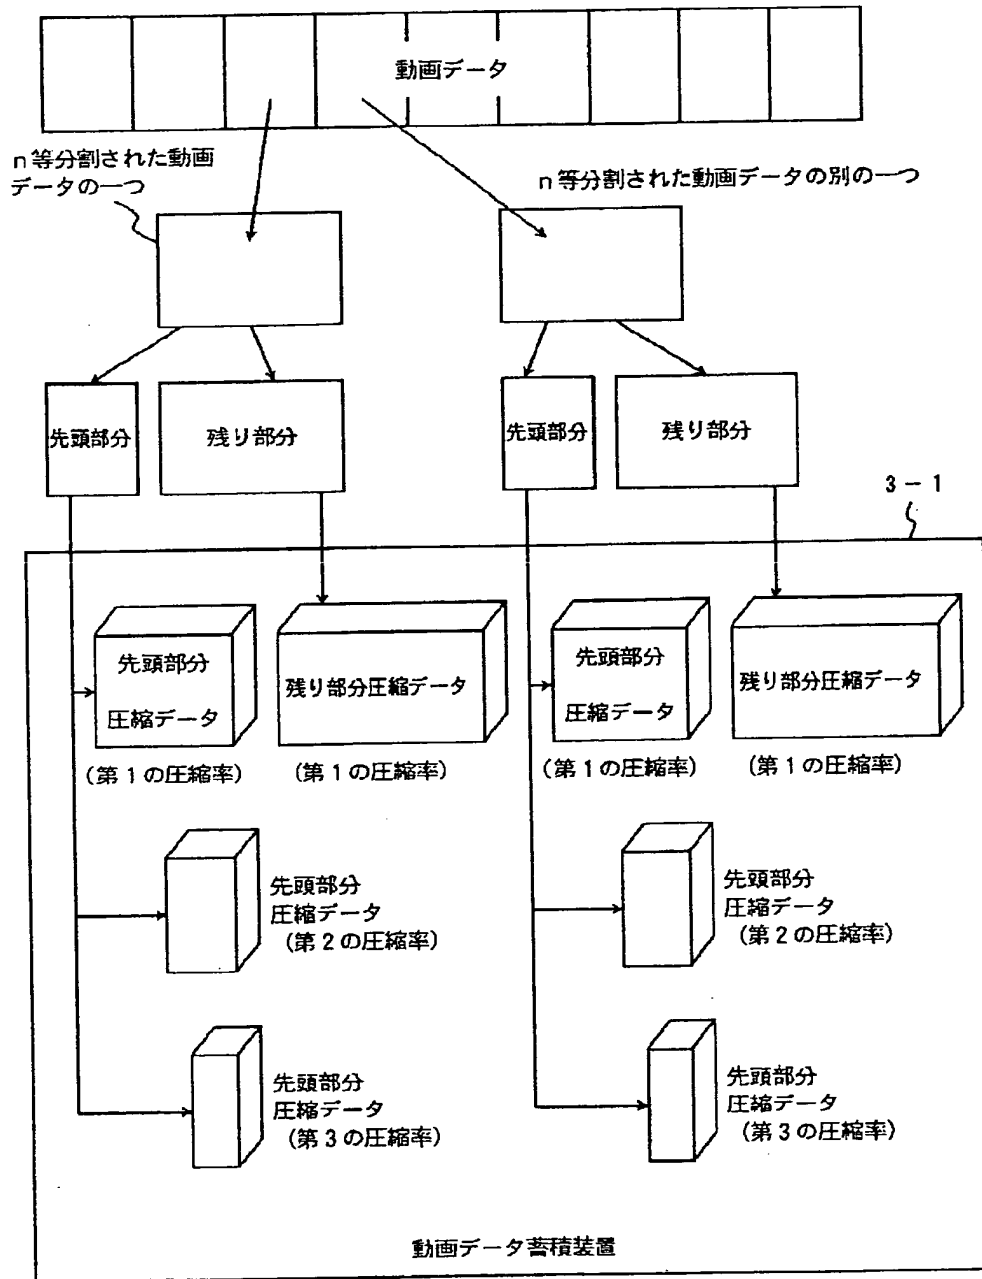 動画データ
n等分割された動画
データの一つ
n等分割された動画データの別の一つ
先頭部分
残り部分
先頭部分
残り部分
3-1
先頭部分
圧縮データ
(第1の圧縮率)
残り部分圧縮データ
(第1の圧縮率)
先頭部分
圧縮データ
(第1の圧縮率)
残り部分圧縮データ
(第1の圧縮率)
先頭部分
圧縮データ
(第2の圧縮率)
先頭部分
圧縮データ
(第2の圧縮率)
先頭部分
圧縮データ
(第3の圧縮率)
先頭部分
圧縮データ
(第3の圧縮率)
動画データ蓄積装置